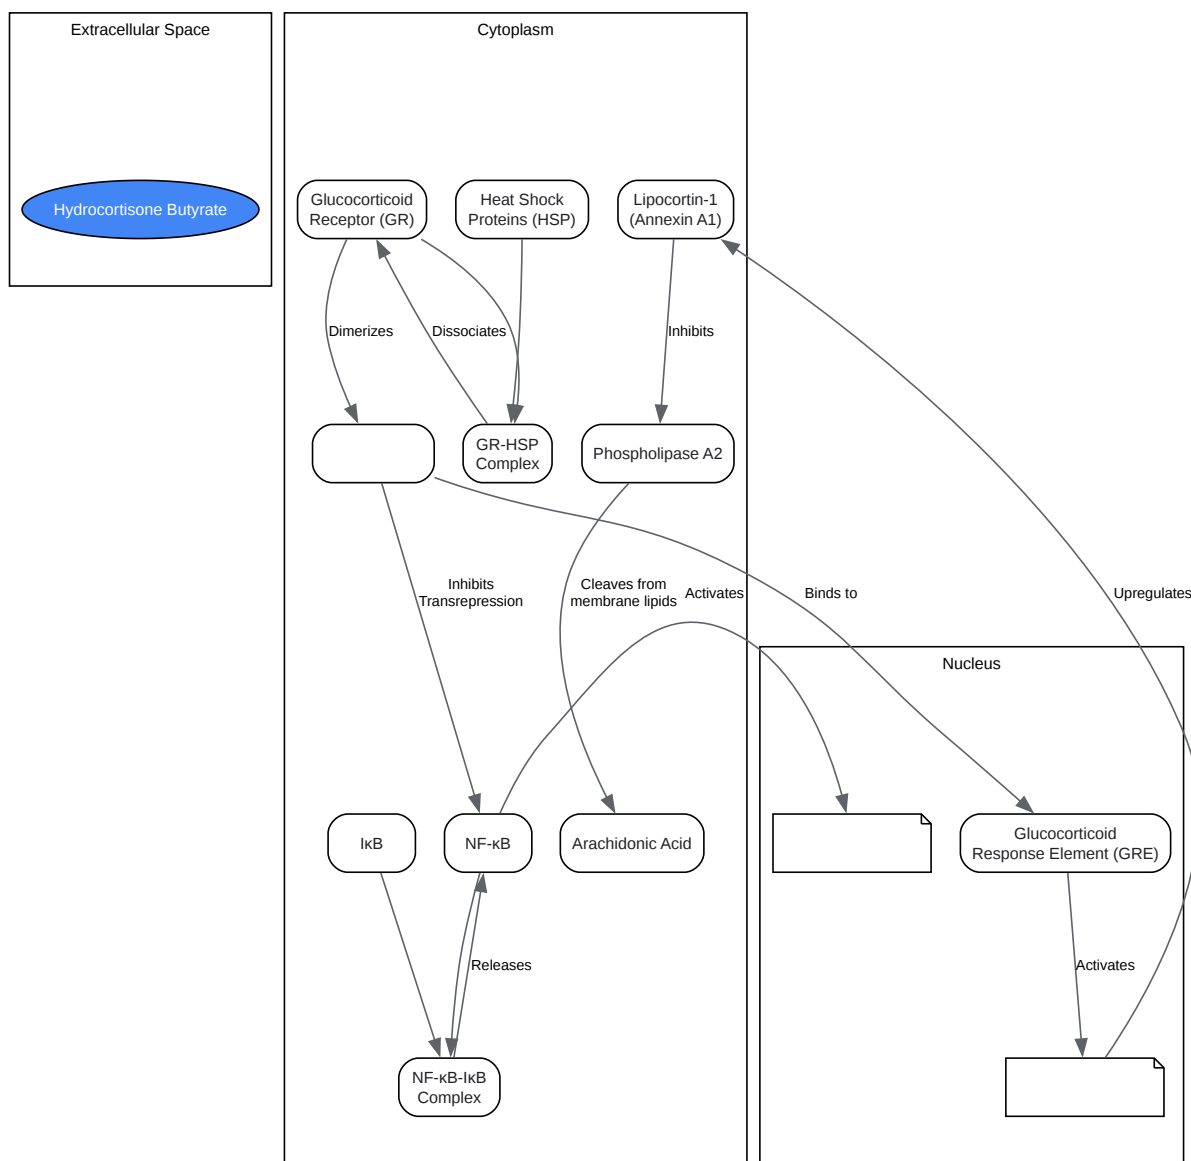 Extracellular Space
Cytoplasm
Hydrocortisone Butyrate
Glucocorticoid
Receptor (GR)
Heat Shock
Proteins (HSP)
Lipocortin-1
(Annexin A1)
Dimerizes
Dissociates
Inhibits
GR-HSP
Complex
Phospholipase A2
Inhibits
Transrepression
Cleaves from
membrane lipids
Activates
Binds to
Upregulates
Nucleus
IκB
NF-κB
Arachidonic Acid
Glucocorticoid
Response Element (GRE)
Releases
Activates
NF-κB-IκB
Complex